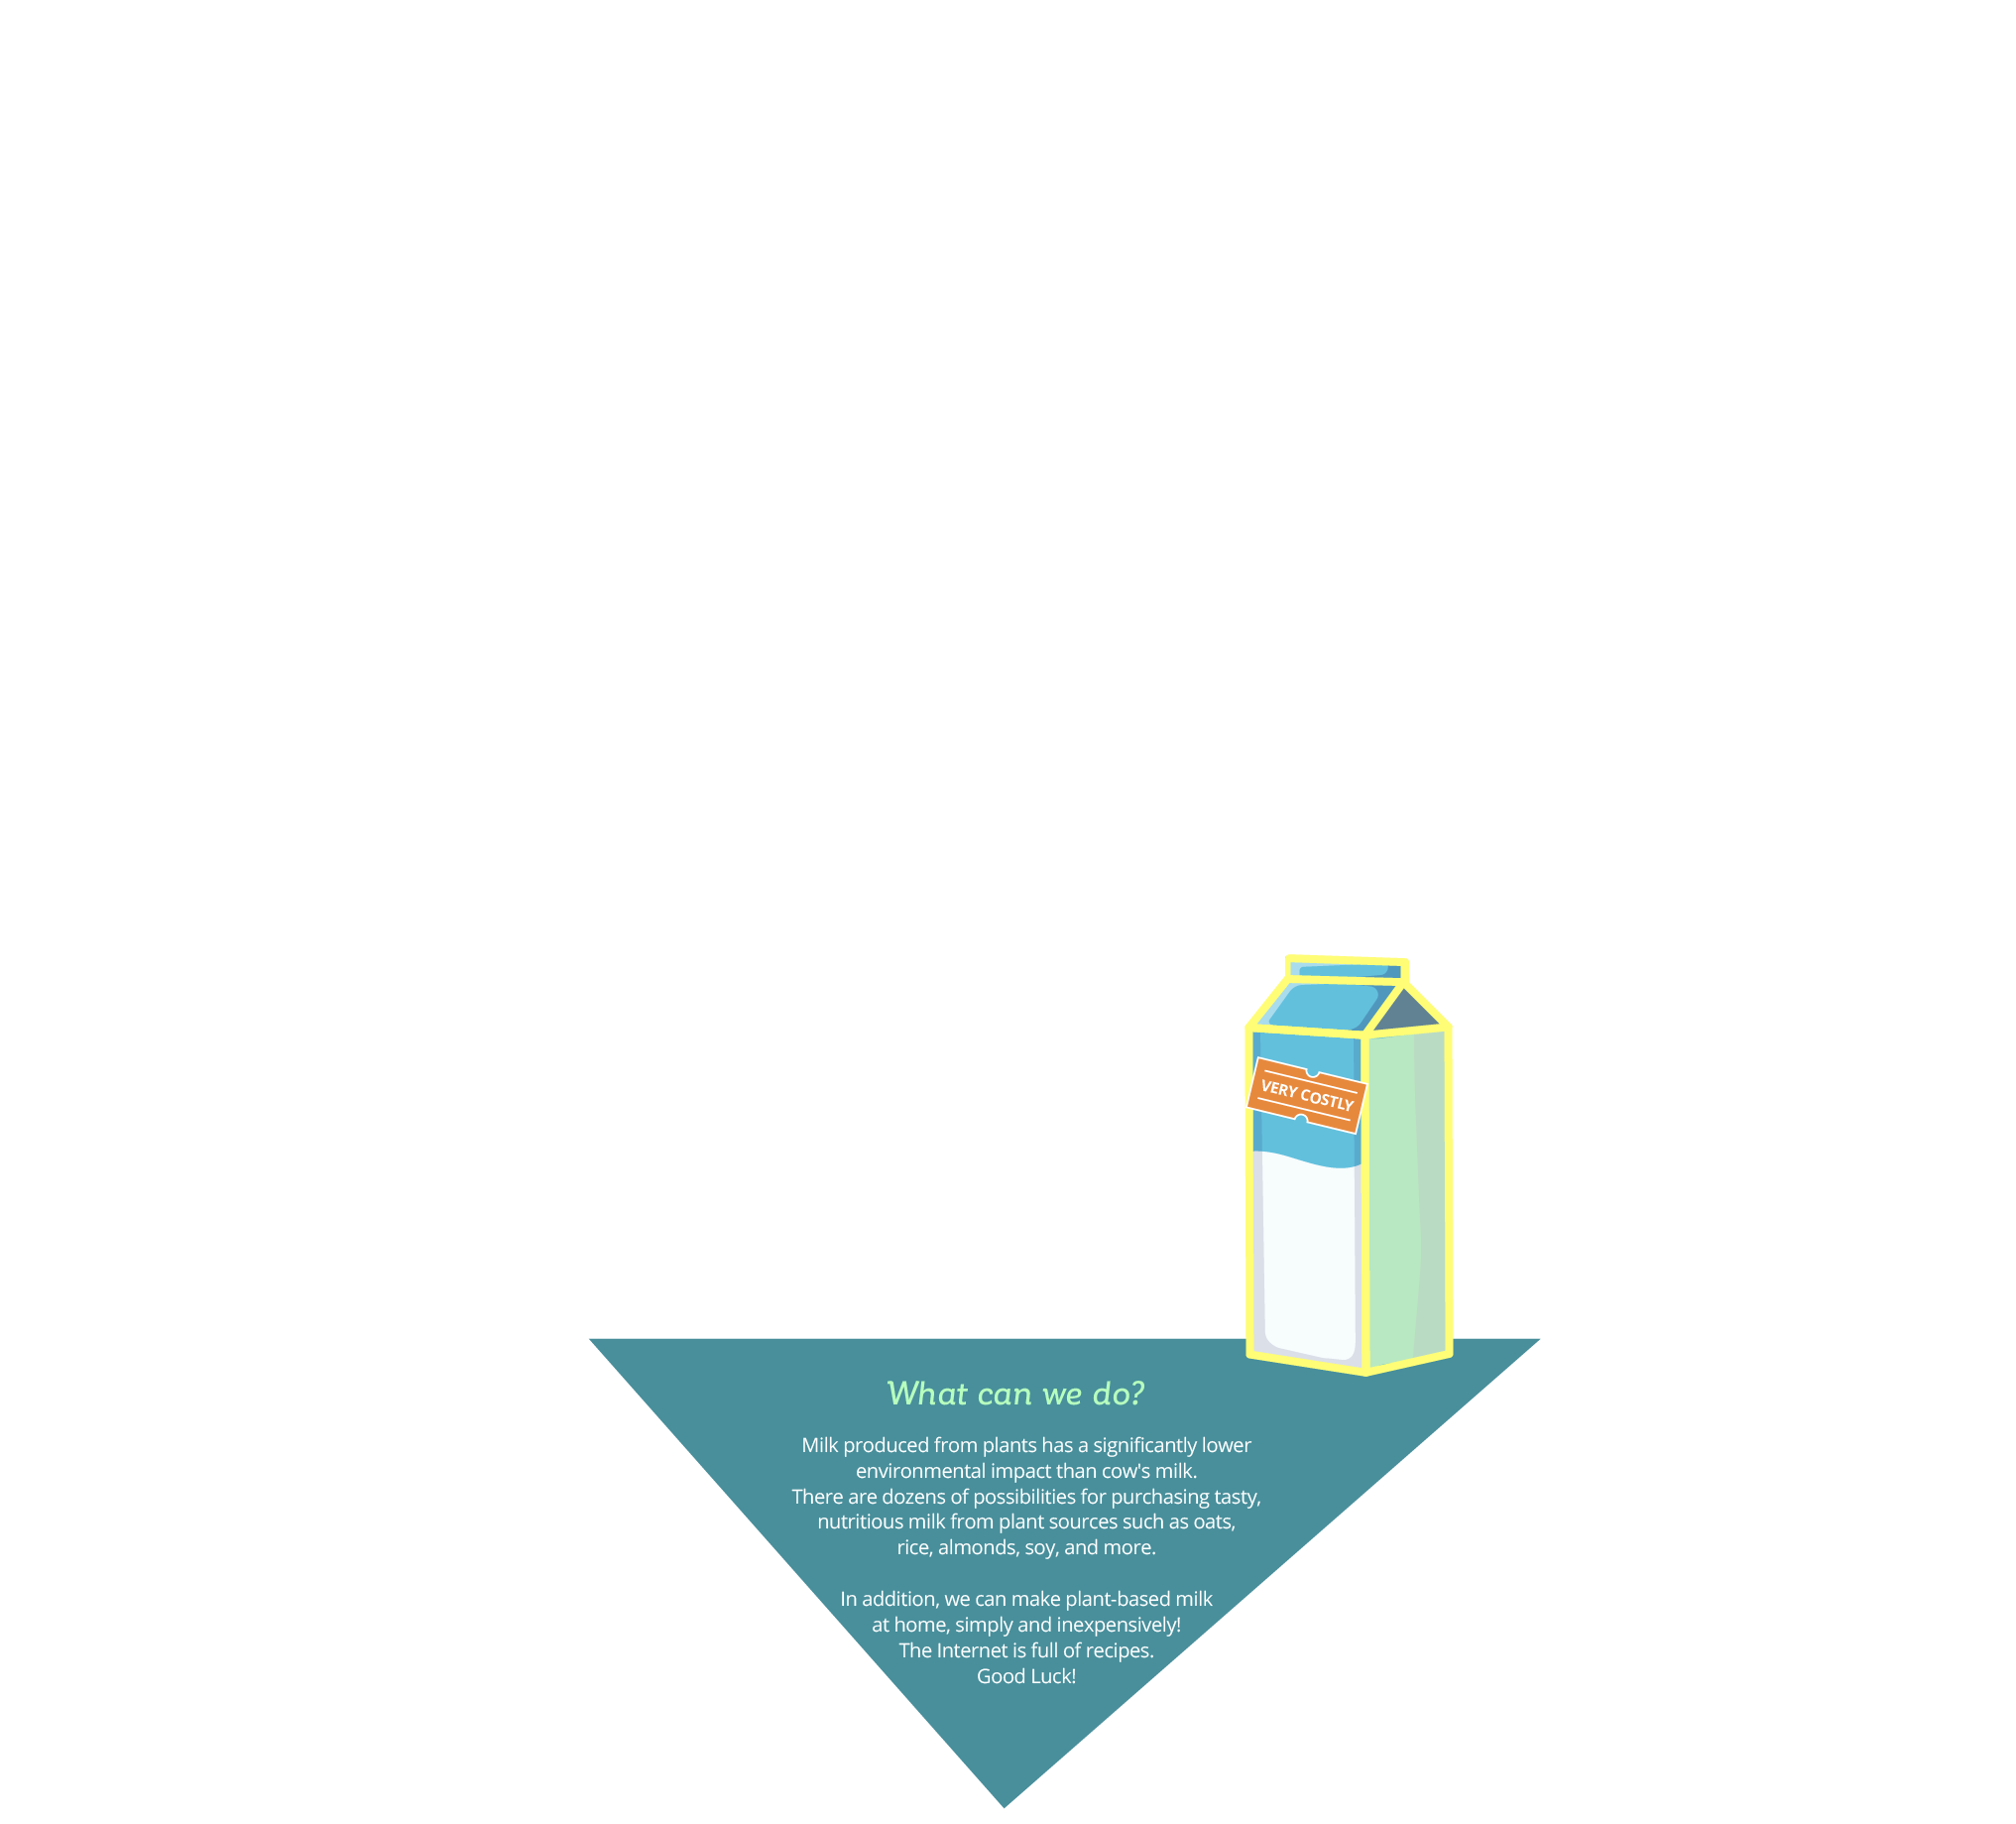 VERY COSTLY
What can we do?
Milk produced from plants has a significantly lower
environmental impact than cow's milk.
There are dozens of possibilities for purchasing tasty,
nutritious milk from plant sources such as oats,
rice, almonds, soy, and more.
In addition, we can make plant-based milk
at home, simply and inexpensively!
The Internet is full of recipes.
Good Luck!